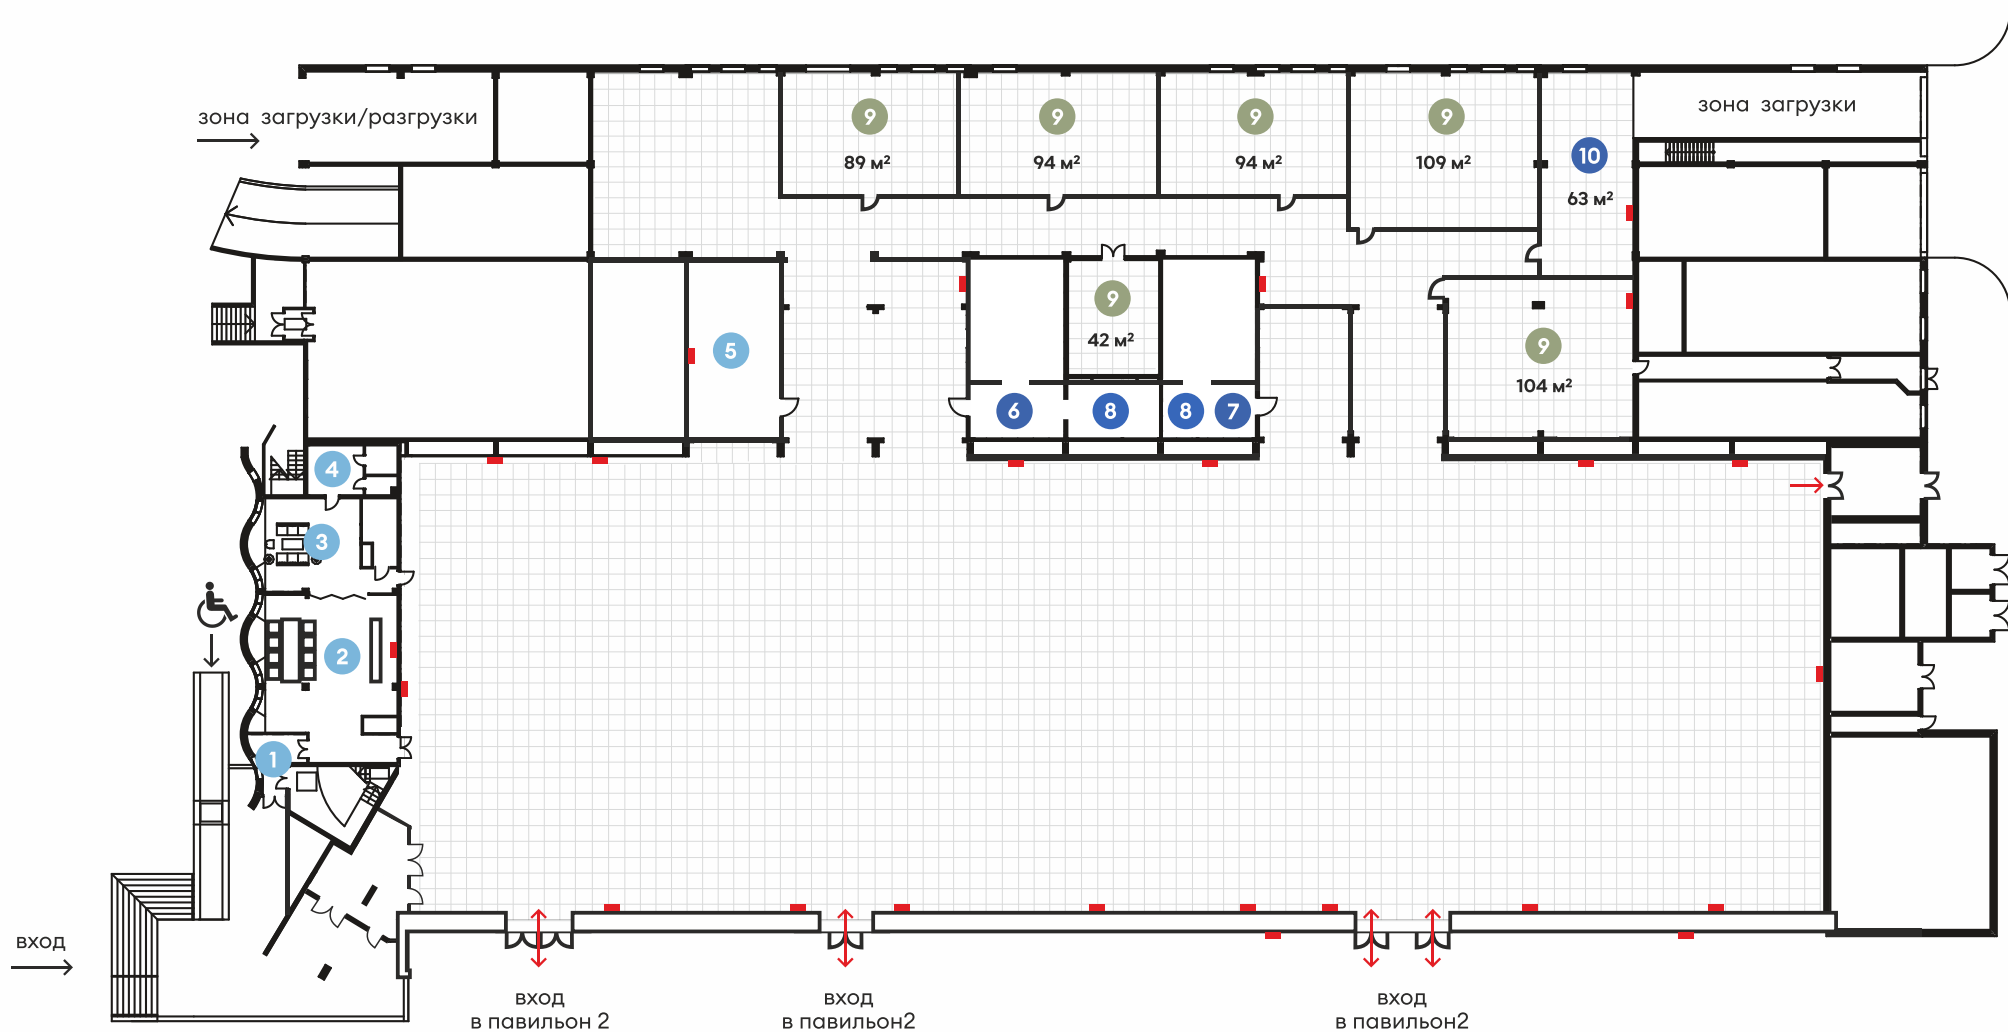 зона загрузки/разгрузки
зона загрузки
9
9
9
9
10
89 м²
94 м²
94 м²
109 м²
63 м²
9
42 м²
5
9
104 м²
6
8
8
7
4
3
2
1
вход
вход
в павильон 2
вход
в павильон2
вход
в павильон2